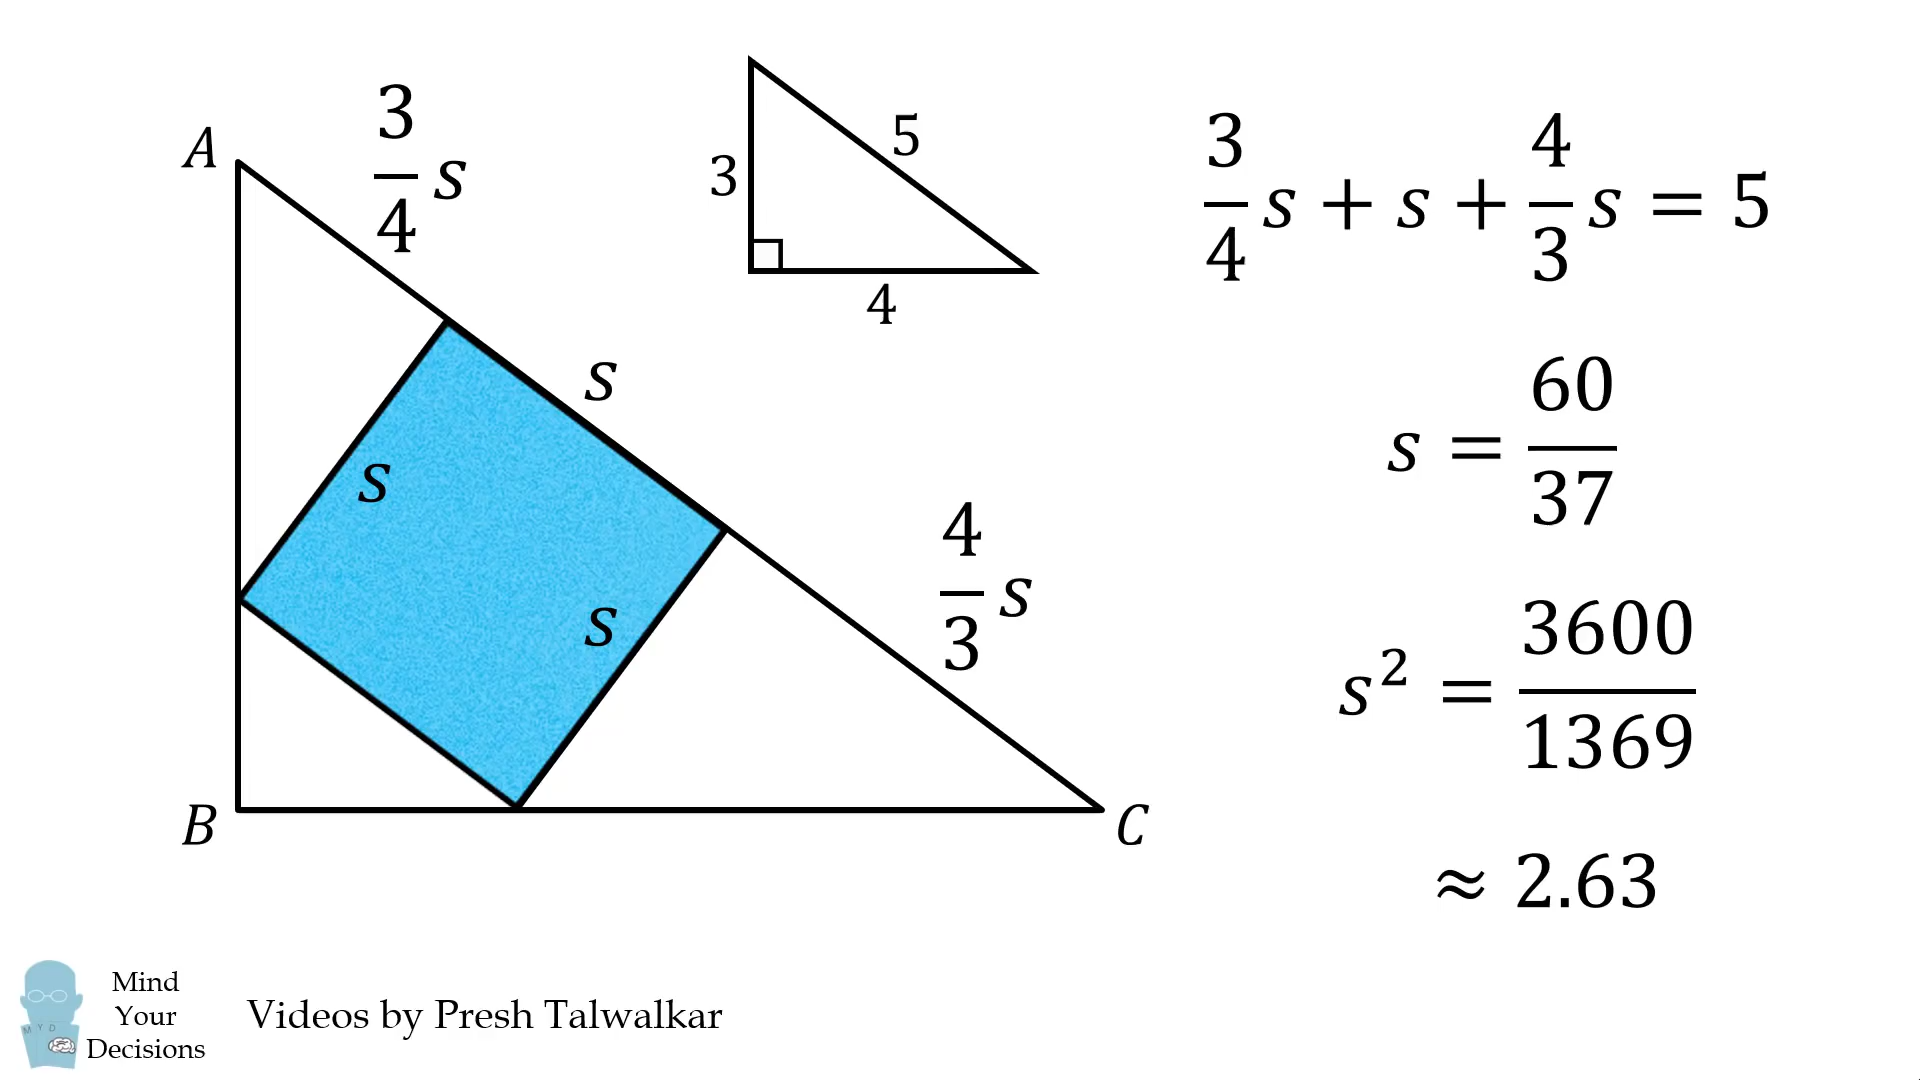 A
3/4 s
s
s
s
4/3 s
B
C
3
5
4
3/4 s + s + 4/3 s = 5
s = 60/37
s² = 3600/1369
≈ 2.63
M Y D
Mind
Your
Decisions
Videos by Presh Talwalkar